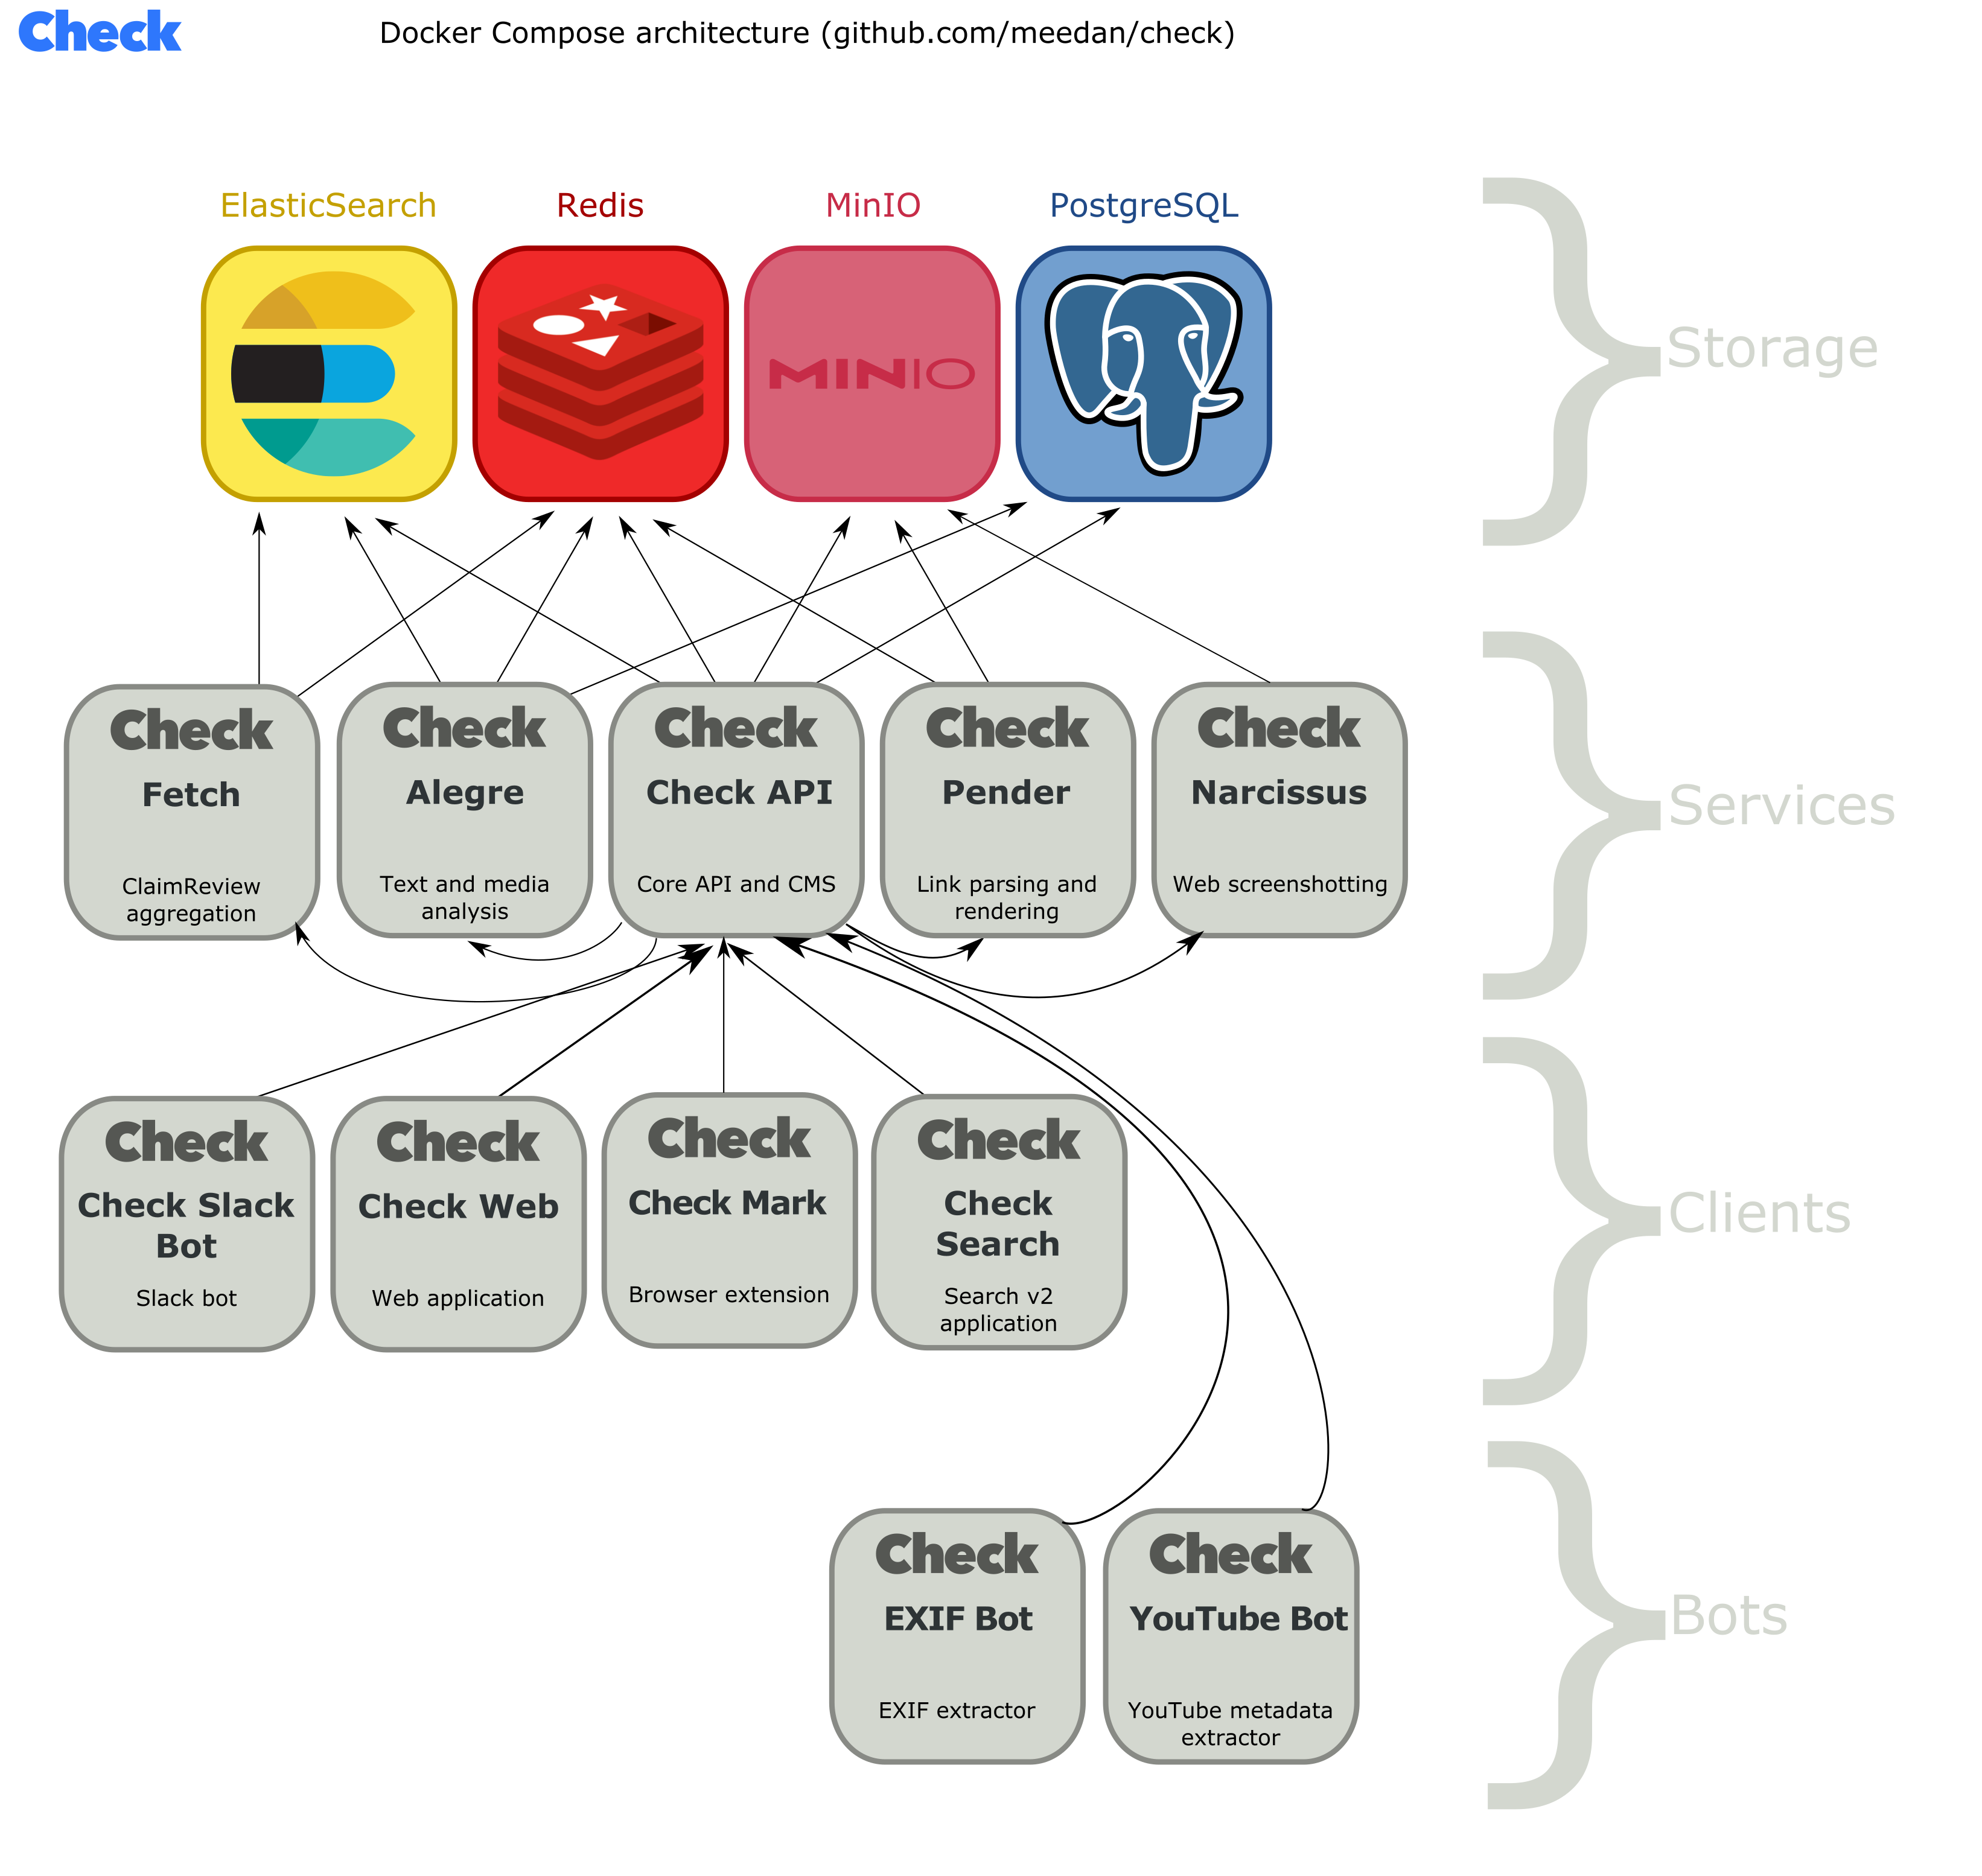 Check
Docker Compose architecture (github.com/meedan/check)
ElasticSearch
Redis
MinIO
PostgreSQL
MINIO
Storage
Check
Fetch
ClaimReview
aggregation
Check
Alegre
Text and media
analysis
Check
Check API
Core API and CMS
Check
Pender
Link parsing and
rendering
Check
Narcissus
Web screenshotting
Services
Check
Check Slack
Bot
Slack bot
Check
Check Web
Web application
Check
Check Mark
Browser extension
Check
Check
Search
Search v2
application
Clients
Check
EXIF Bot
EXIF extractor
Check
YouTube Bot
YouTube metadata
extractor
Bots